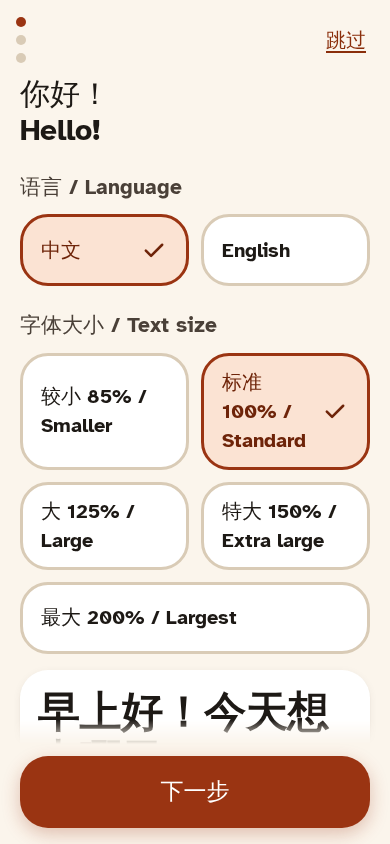 跳过
你好！
Hello!
语言 / Language
中文
English
字体大小 / Text size
较小 85% /
Smaller
标准
100% /
Standard
大 125% /
Large
特大 150% /
Extra large
最大 200% / Largest
早上好！今天想
下一步